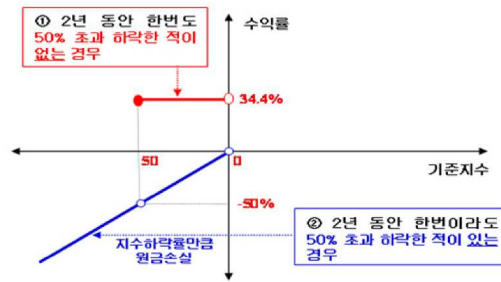 ① 2년 동안 한번도
50% 초과 하락한 적이
없는 경우
수익률
34.4%
50
0
기준지수
-50%
지수하락률만큼
원금손실
② 2년 동안 한번이라도
50% 초과 하락한 적이 있는
경우